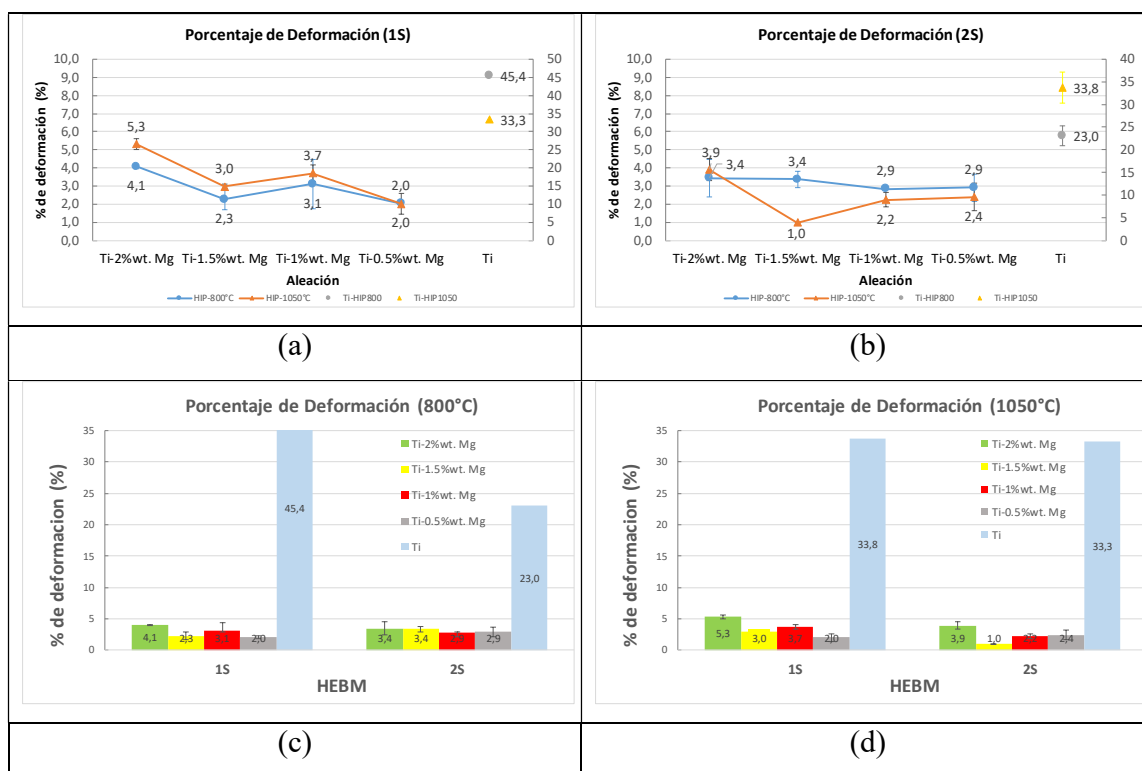 Porcentaje de Deformación (1S)
% de deformación (%)
10,0
9,0
8,0
7,0
6,0
5,0
4,0
3,0
2,0
1,0
0,0
50
45
40
35
30
25
20
15
10
5
0
5,3
3,0
3,7
2,0
4,1
2,3
3,1
2,0
45,4
33,3
Ti-2%wt. Mg Ti-1.5%wt. Mg Ti-1%wt. Mg Ti-0.5%wt. Mg Ti
Aleación
HIP-800°C HIP-1050°C Ti-HIP800 Ti-HIP1050
(a)
Porcentaje de Deformación (2S)
% de deformación (%)
10,0
9,0
8,0
7,0
6,0
5,0
4,0
3,0
2,0
1,0
0,0
40
35
30
25
20
15
10
5
0
3,9
3,4
3,4
2,9
2,9
1,0
2,2
2,4
33,8
23,0
Ti-2%wt. Mg Ti-1.5%wt. Mg Ti-1%wt. Mg Ti-0.5%wt. Mg Ti
Aleación
HIP-800°C HIP-1050°C Ti-HIP800 Ti-HIP1050
(b)
Porcentaje de Deformación (800°C)
% de deformacion (%)
35
30
25
20
15
10
5
0
Ti-2%wt. Mg
Ti-1.5%wt. Mg
Ti-1%wt. Mg
Ti-0.5%wt. Mg
Ti
4,1 2,3 3,1 2,0 45,4
3,4 3,4 2,9 2,9 23,0
1S 2S
HEBM
(c)
Porcentaje de Deformación (1050°C)
% de deformacion (%)
35
30
25
20
15
10
5
0
Ti-2%wt. Mg
Ti-1.5%wt. Mg
Ti-1%wt. Mg
Ti-0.5%wt. Mg
Ti
5,3 3,0 3,7 2,0 33,8
3,9 1,0 2,2 2,4 33,3
1S 2S
HEBM
(d)